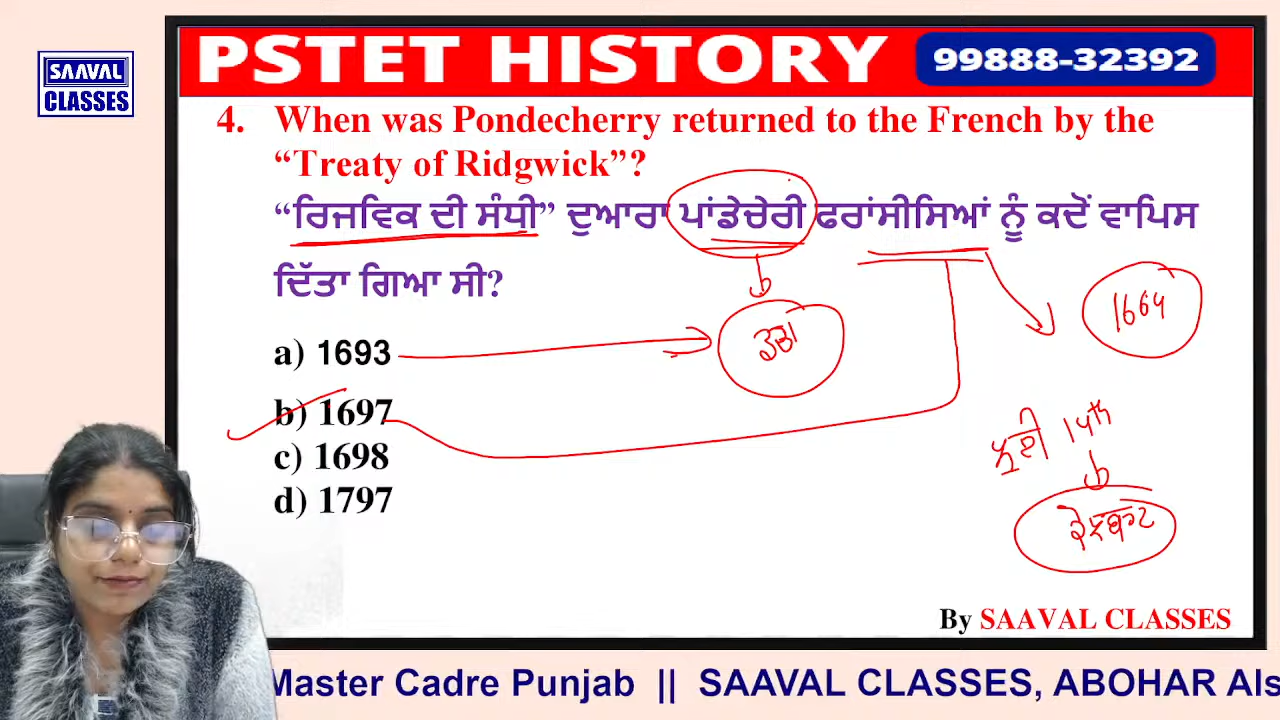 SAAVAL
CLASSES
PSTET HISTORY
99888-32392
4. When was Pondecherry returned to the French by the
“Treaty of Ridgwick”?
“ਰਿਜਵਿਕ ਦੀ ਸੰਧੀ” ਦੁਆਰਾ ਪਾਂਡੇਚੇਰੀ ਫਰਾਂਸੀਸਿਆਂ ਨੂੰ ਕਦੋਂ ਵਾਪਿਸ
ਦਿੱਤਾ ਗਿਆ ਸੀ?
1664
a) 1693
ਡਚਾਂ
b) 1697
14th
c) 1698
d) 1797
By SAAVAL CLASSES
Master Cadre Punjab || SAAVAL CLASSES, ABOHAR Als